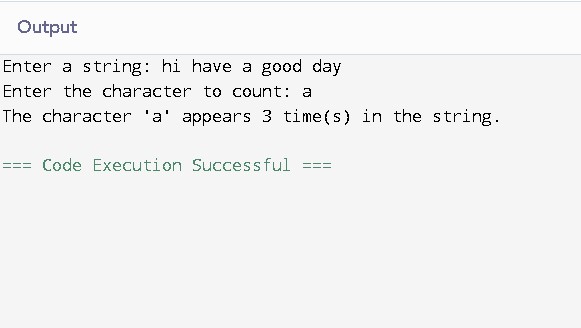 Output
Enter a string: hi have a good day
Enter the character to count: a
The character 'a' appears 3 time(s) in the string.
=== Code Execution Successful ===